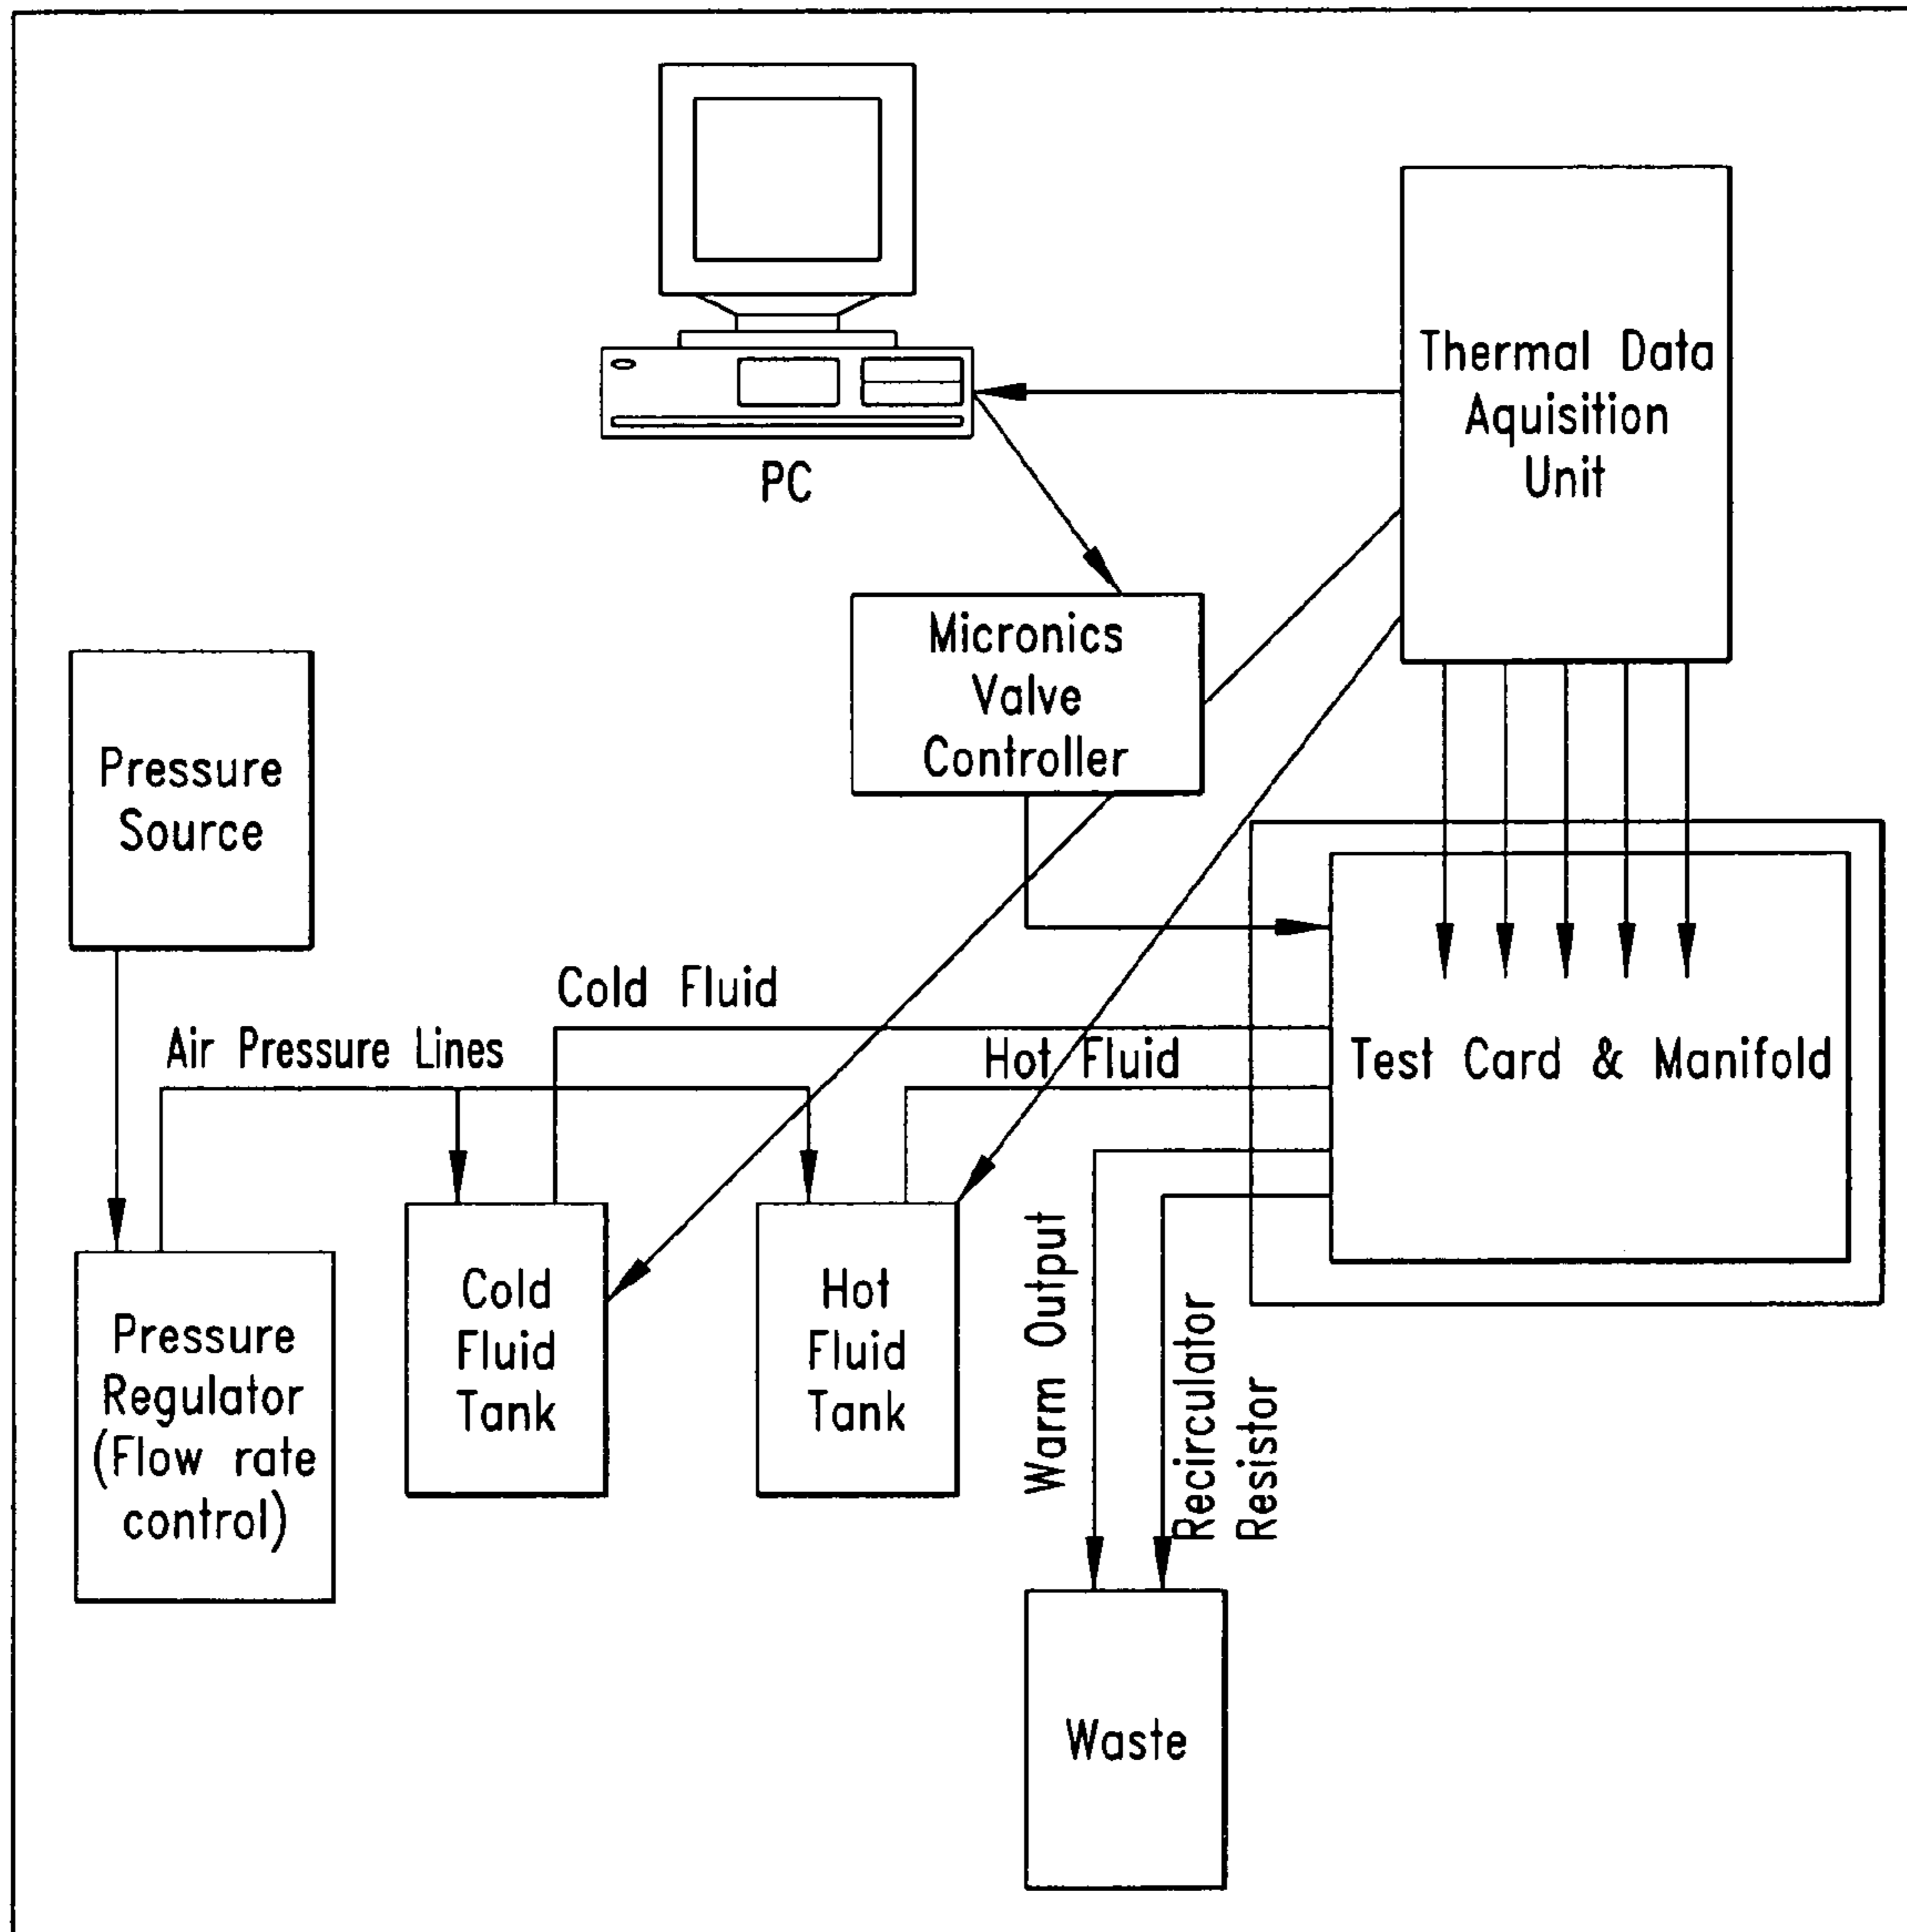 PC
Thermal Data
Aquisition
Unit
Micronics
Valve
Controller
Pressure
Source
Cold Fluid
Air Pressure Lines
Hot Fluid
Test Card & Manifold
Pressure
Regulator
(Flow rate
control)
Cold
Fluid
Tank
Hot
Fluid
Tank
Warm Output
Recirculator
Resistor
Waste